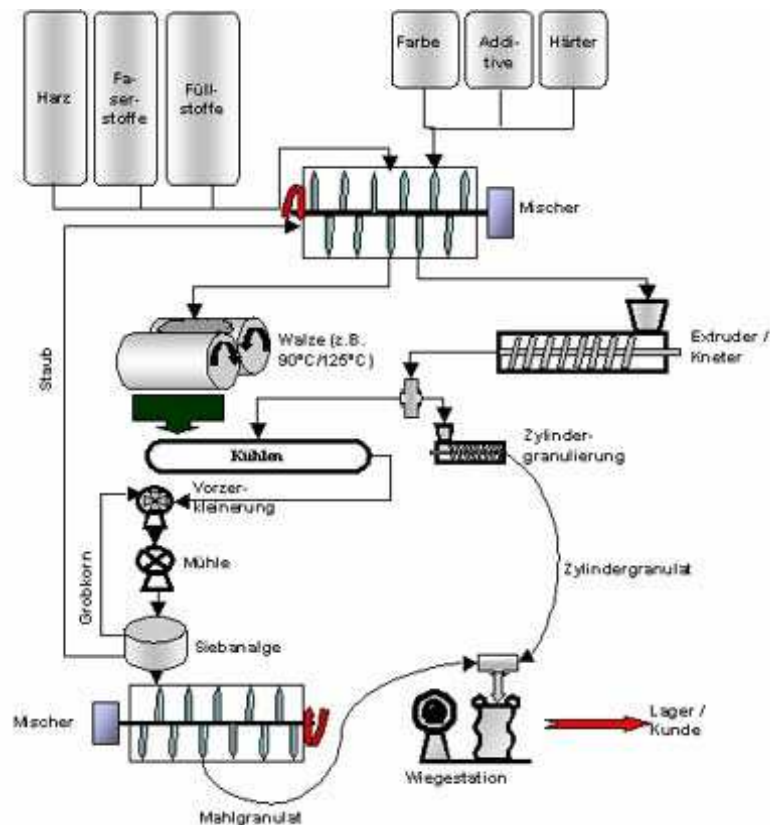 Harz
Fa-
ser-
stoffe
Füll-
stoffe
Farbe
Addi-
tive
Härter
Mischer
Walze (z.B.
90°C/125°C)
Extruder /
Kneter
Staub
Kühlen
Zylinder-
granulierung
Vorzer-
kleinerung
Mühle
Grobkorn
Zylindergranulat
Siebanalge
Mischer
Lager /
Kunde
Wiegestation
Mahlgranulat